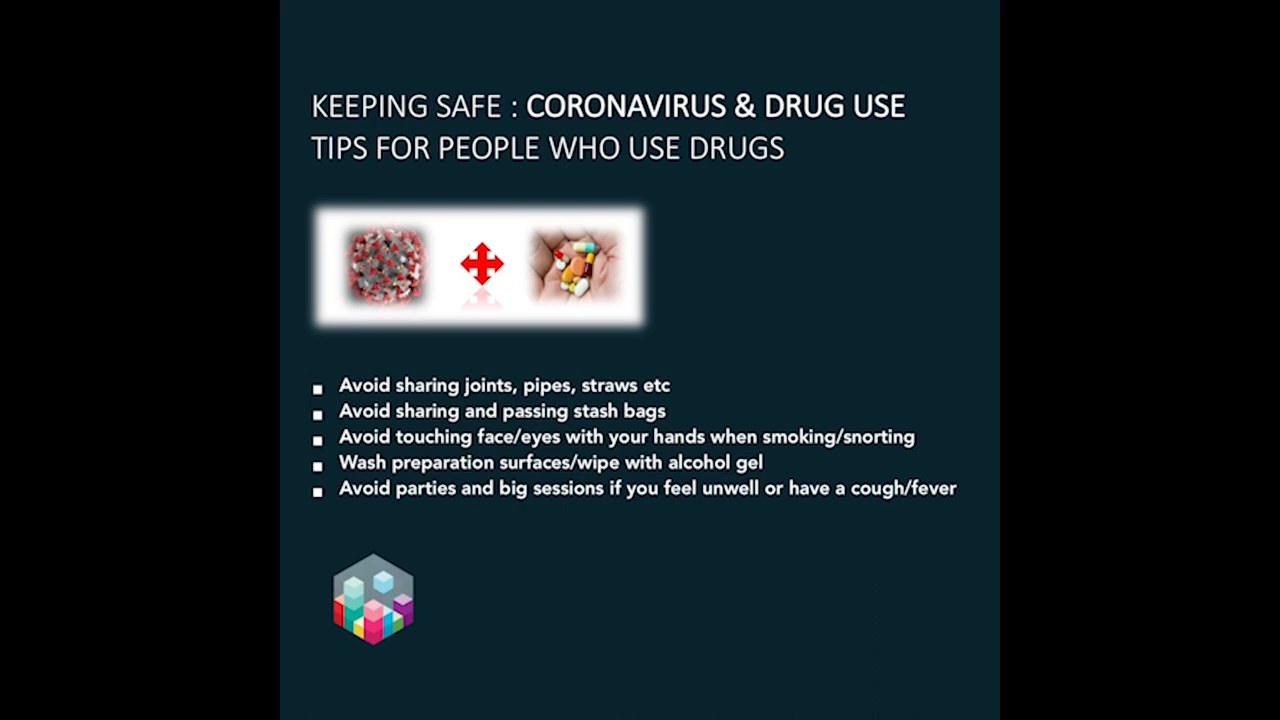 KEEPING SAFE : CORONAVIRUS & DRUG USE
TIPS FOR PEOPLE WHO USE DRUGS
Avoid sharing joints, pipes, straws etc
Avoid sharing and passing stash bags
Avoid touching face/eyes with your hands when smoking/snorting
Wash preparation surfaces/wipe with alcohol gel
Avoid parties and big sessions if you feel unwell or have a cough/fever